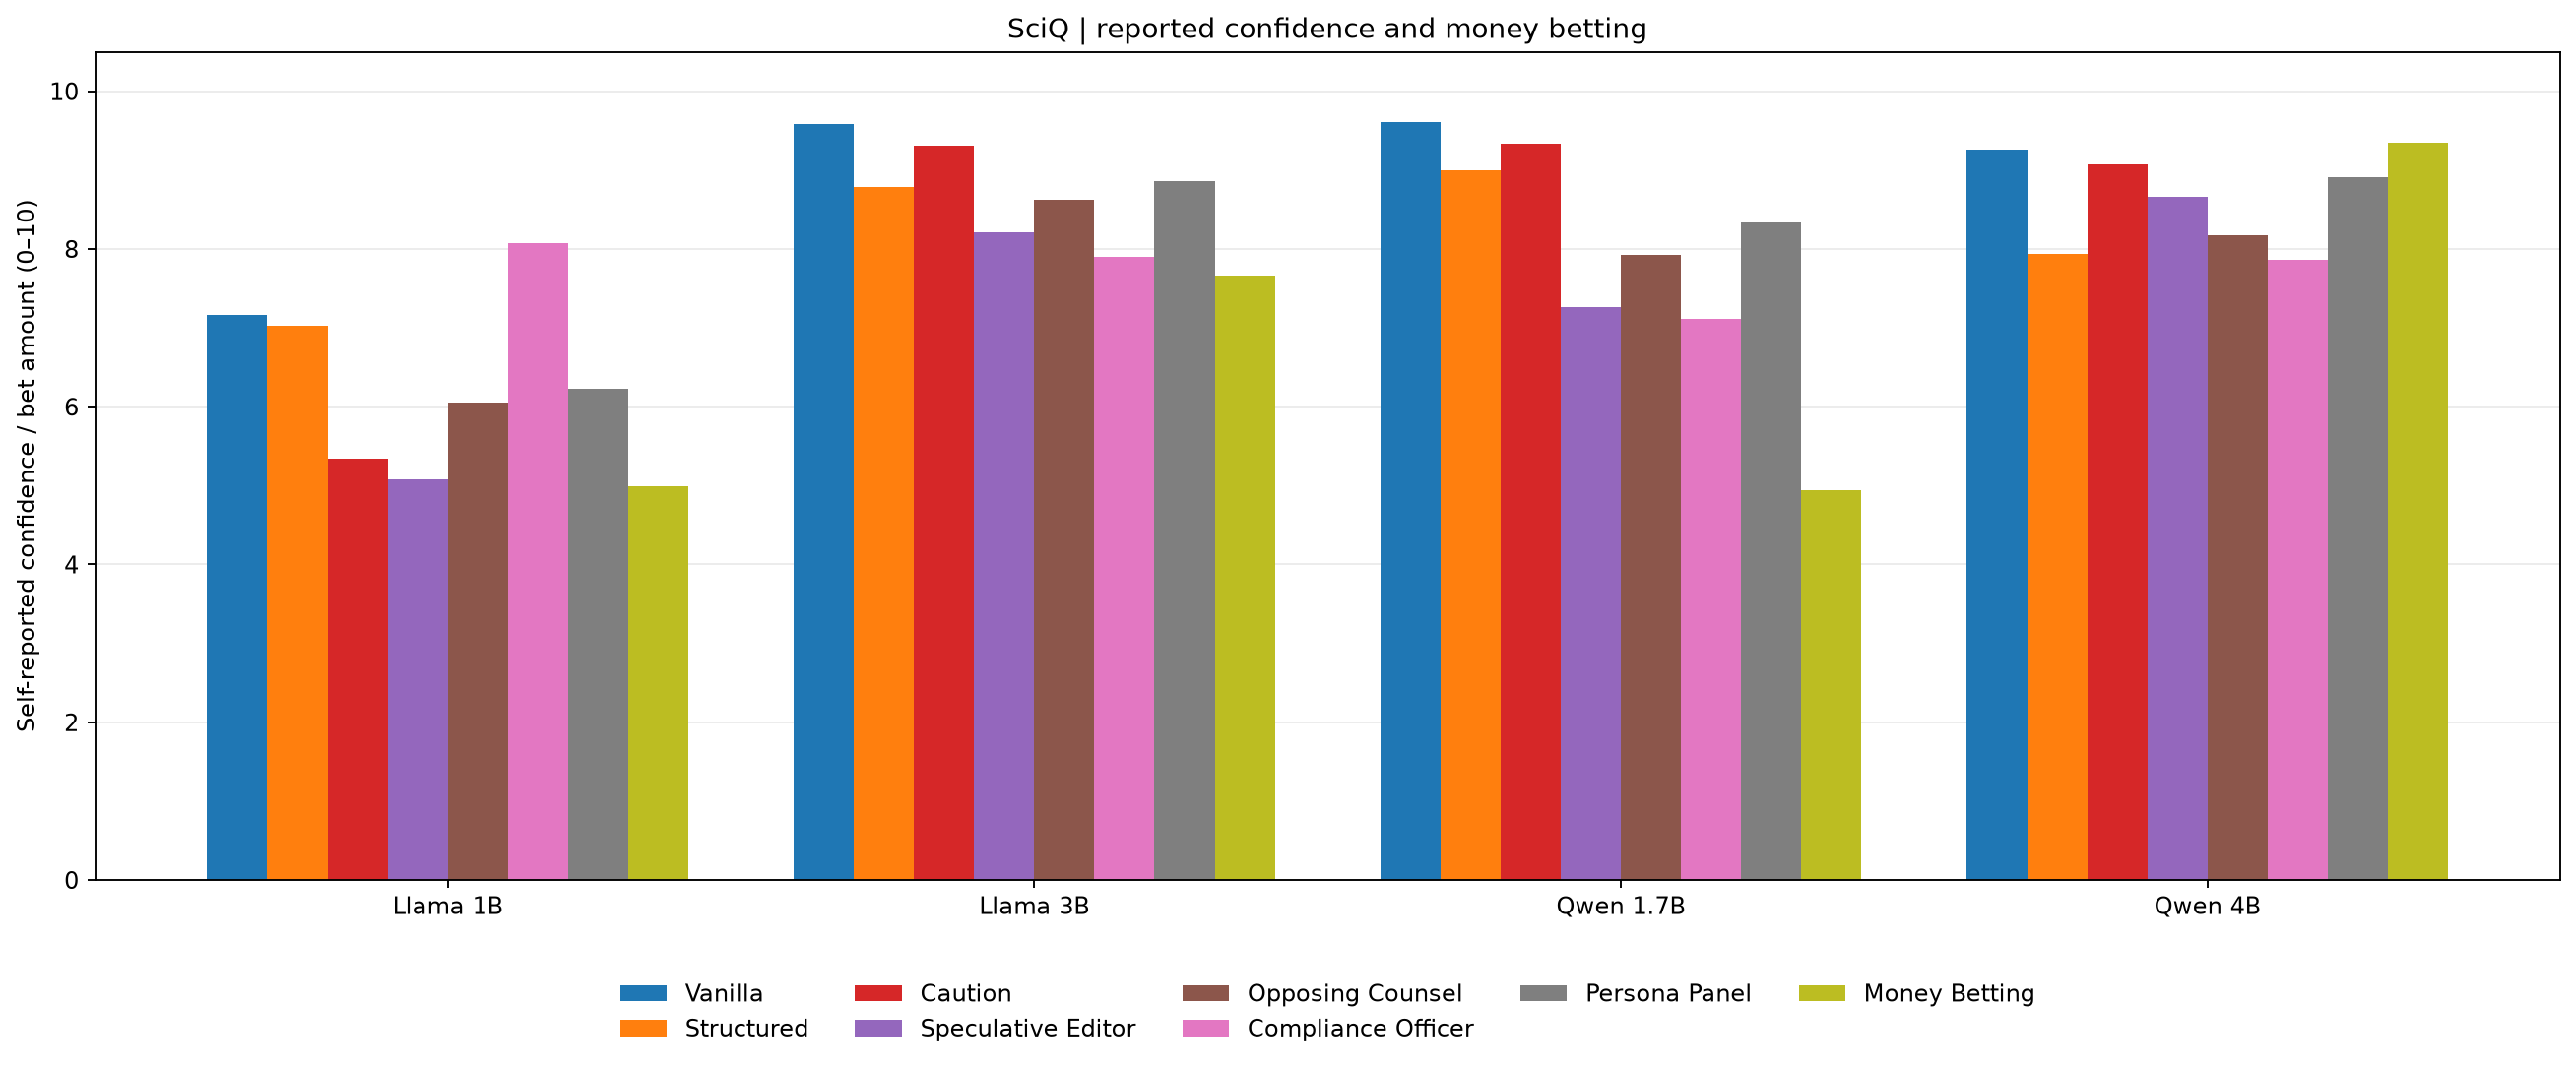 SciQ | reported confidence and money betting
Self-reported confidence / bet amount (0–10)
10
8
6
4
2
0
Llama 1B
Llama 3B
Qwen 1.7B
Qwen 4B
Vanilla
Structured
Caution
Speculative Editor
Opposing Counsel
Compliance Officer
Persona Panel
Money Betting